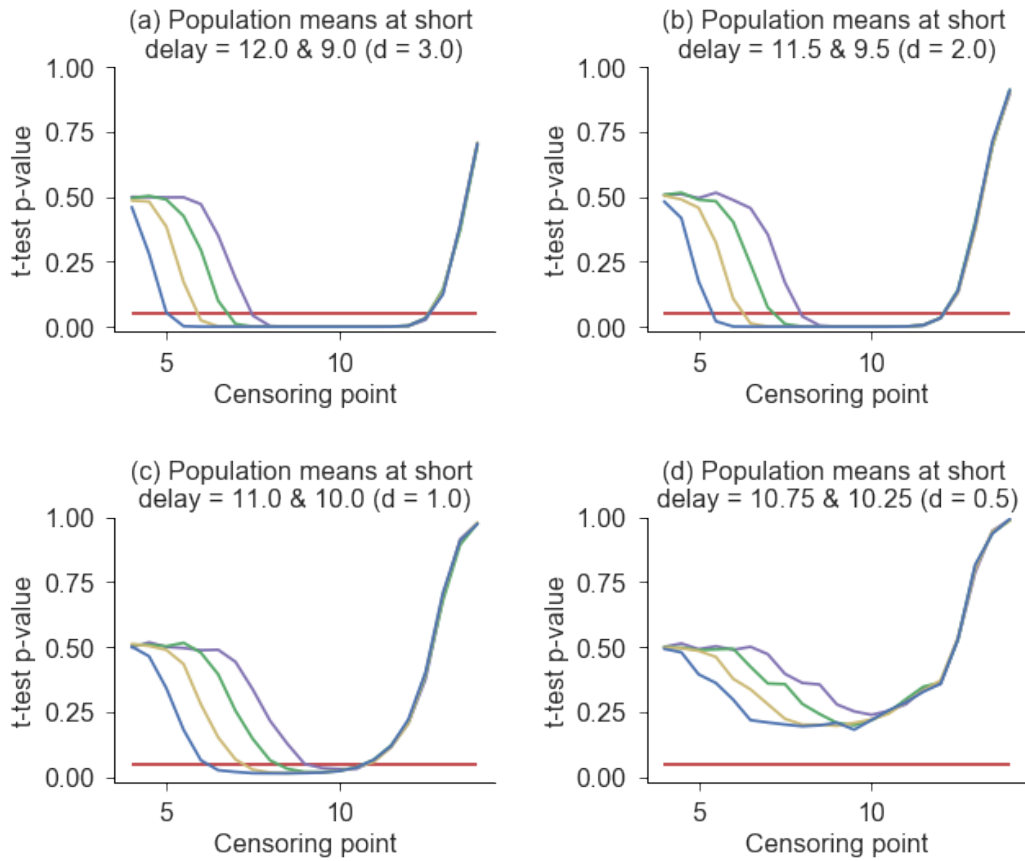 (a) Population means at short
delay = 12.0 & 9.0 (d = 3.0)
1.00
0.75
0.50
0.25
0.00
t-test p-value
5
10
Censoring point
(b) Population means at short
delay = 11.5 & 9.5 (d = 2.0)
1.00
0.75
0.50
0.25
0.00
t-test p-value
5
10
Censoring point
(c) Population means at short
delay = 11.0 & 10.0 (d = 1.0)
1.00
0.75
0.50
0.25
0.00
t-test p-value
5
10
Censoring point
(d) Population means at short
delay = 10.75 & 10.25 (d = 0.5)
1.00
0.75
0.50
0.25
0.00
t-test p-value
5
10
Censoring point